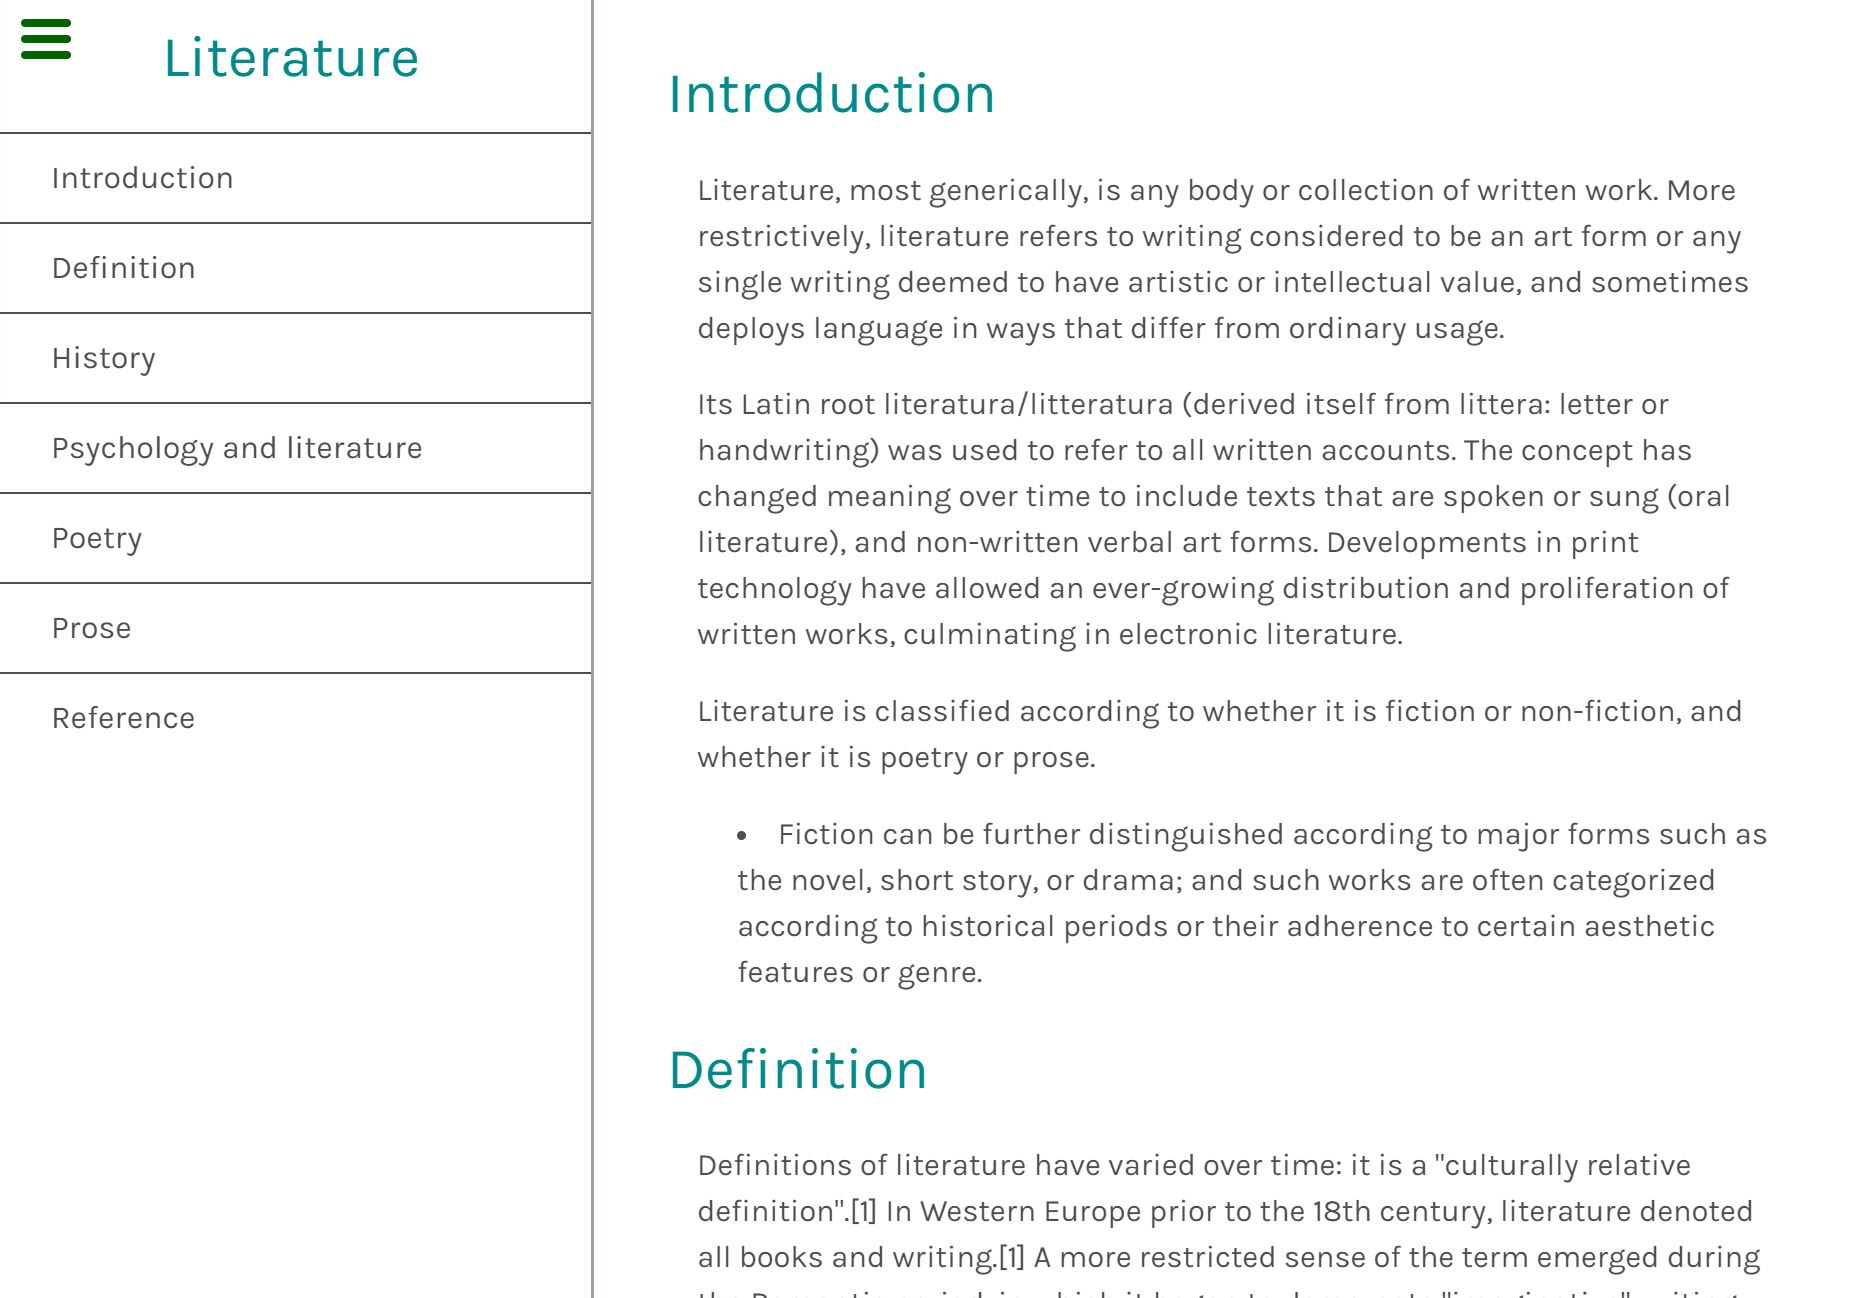 Literature
Introduction
Definition
History
Psychology and literature
Poetry
Prose
Reference
Introduction
Literature, most generically, is any body or collection of written work. More
restrictively, literature refers to writing considered to be an art form or any
single writing deemed to have artistic or intellectual value, and sometimes
deploys language in ways that differ from ordinary usage.
Its Latin root literatura/litteratura (derived itself from littera: letter or
handwriting) was used to refer to all written accounts. The concept has
changed meaning over time to include texts that are spoken or sung (oral
literature), and non-written verbal art forms. Developments in print
technology have allowed an ever-growing distribution and proliferation of
written works, culminating in electronic literature.
Literature is classified according to whether it is fiction or non-fiction, and
whether it is poetry or prose.
• Fiction can be further distinguished according to major forms such as
the novel, short story, or drama; and such works are often categorized
according to historical periods or their adherence to certain aesthetic
features or genre.
Definition
Definitions of literature have varied over time: it is a "culturally relative
definition".[1] In Western Europe prior to the 18th century, literature denoted
all books and writing.[1] A more restricted sense of the term emerged during